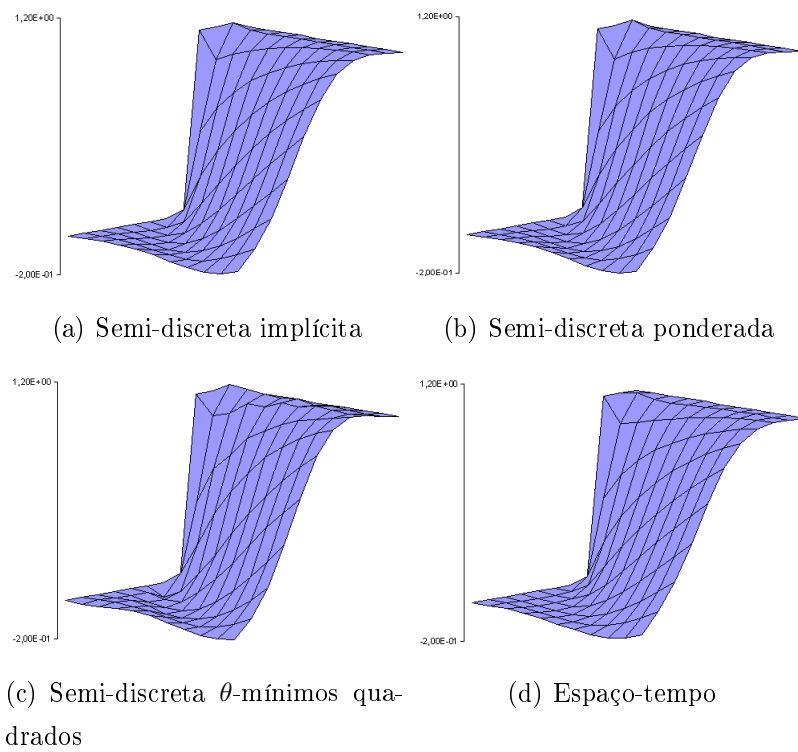 1,20E+00
-2,00E-01
(a) Semi-discreta implícita
1,20E+00
-2,00E-01
(b) Semi-discreta ponderada
1,20E+00
-2,00E-01
(c) Semi-discreta θ-mínimos qua-
drados
1,20E+00
-2,00E-01
(d) Espaço-tempo